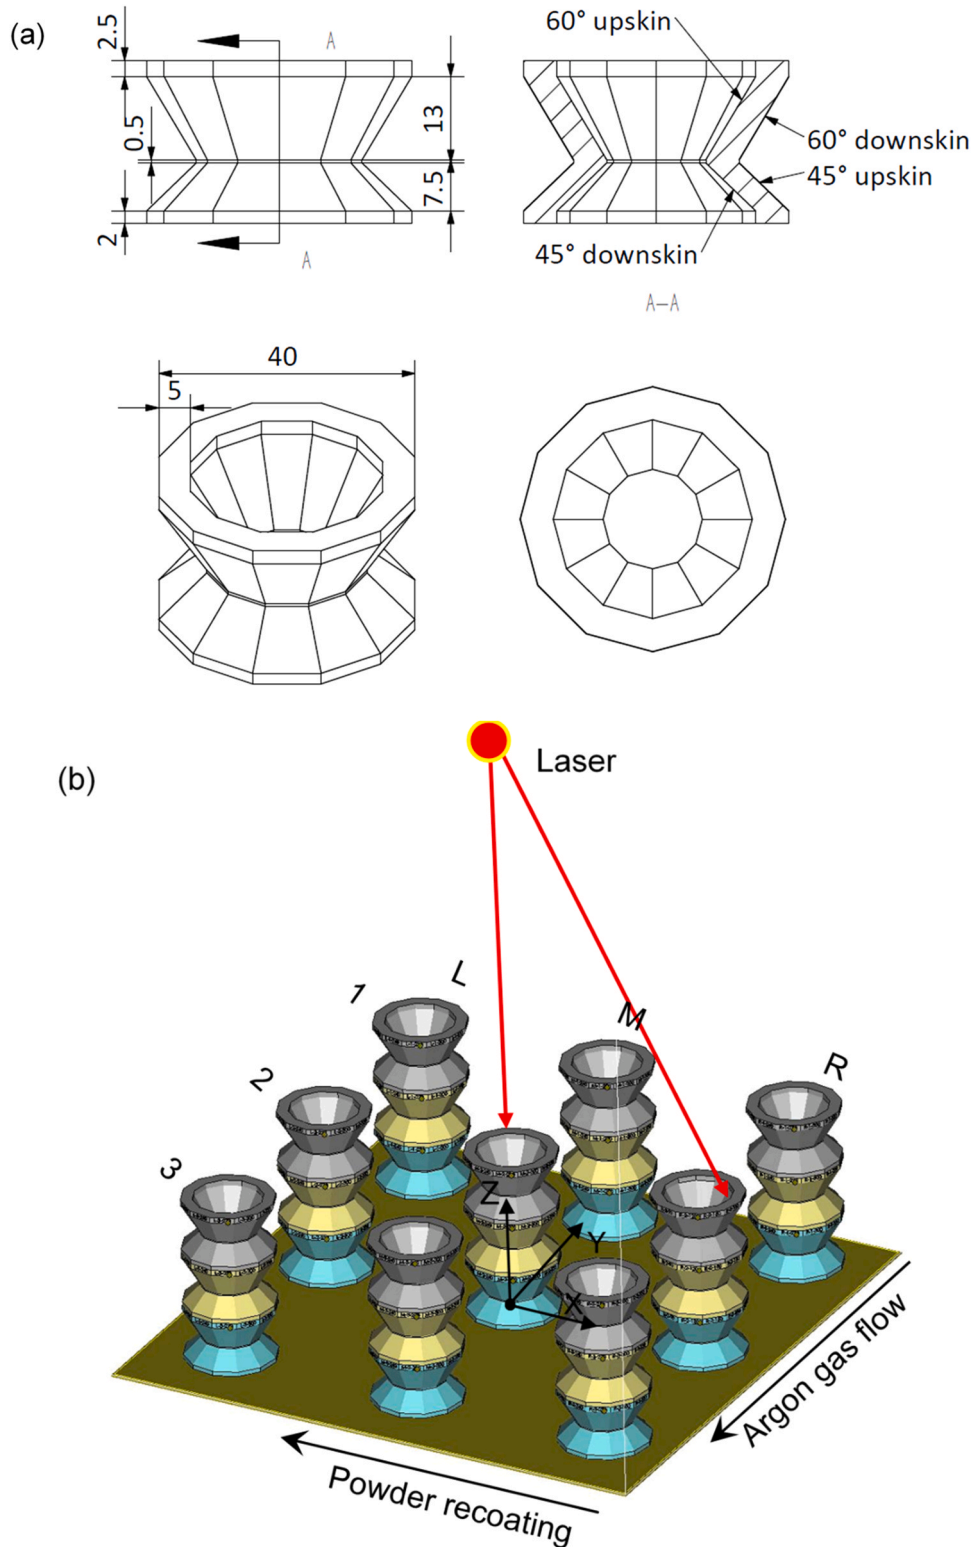 (a)
2.5
0.5
2
A
A
13
7.5
60° upskin
60° downskin
45° upskin
45° downskin
A–A
40
5
(b)
Laser
1
L
2
M
3
R
Z
Y
X
Argon gas flow
Powder recoating